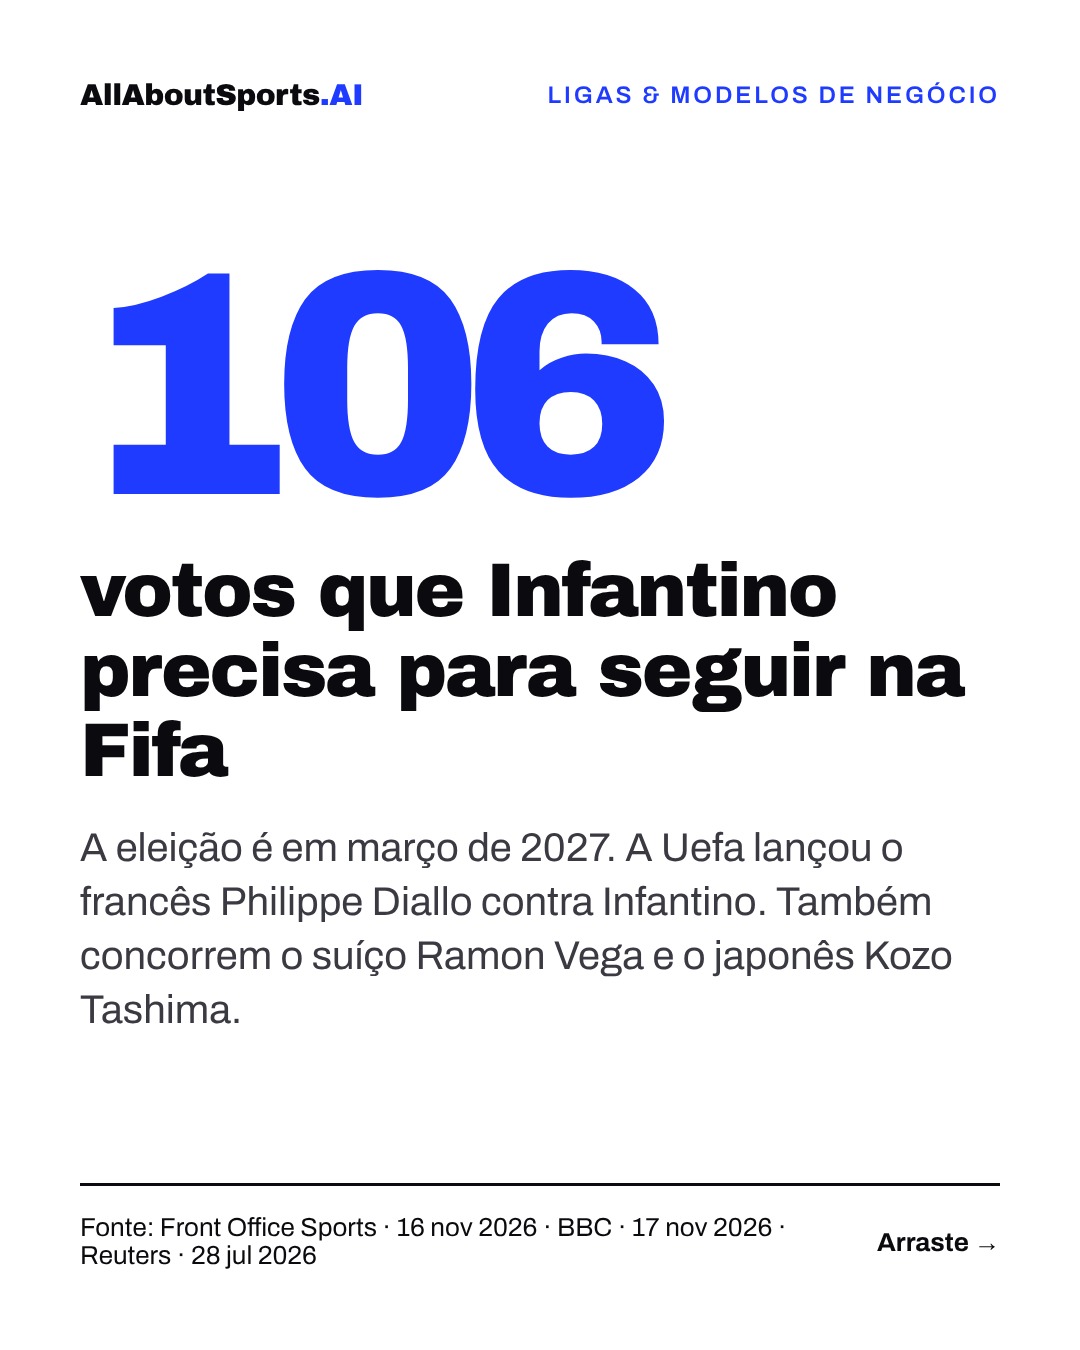 AllAboutSports.AI
LIGAS & MODELOS DE NEGÓCIO
106
votos que Infantino
precisa para seguir na
Fifa
A eleição é em março de 2027. A Uefa lançou o
francês Philippe Diallo contra Infantino. Também
concorrem o suíço Ramon Vega e o japonês Kozo
Tashima.
Fonte: Front Office Sports · 16 nov 2026 · BBC · 17 nov 2026 ·
Reuters · 28 jul 2026
Arraste →